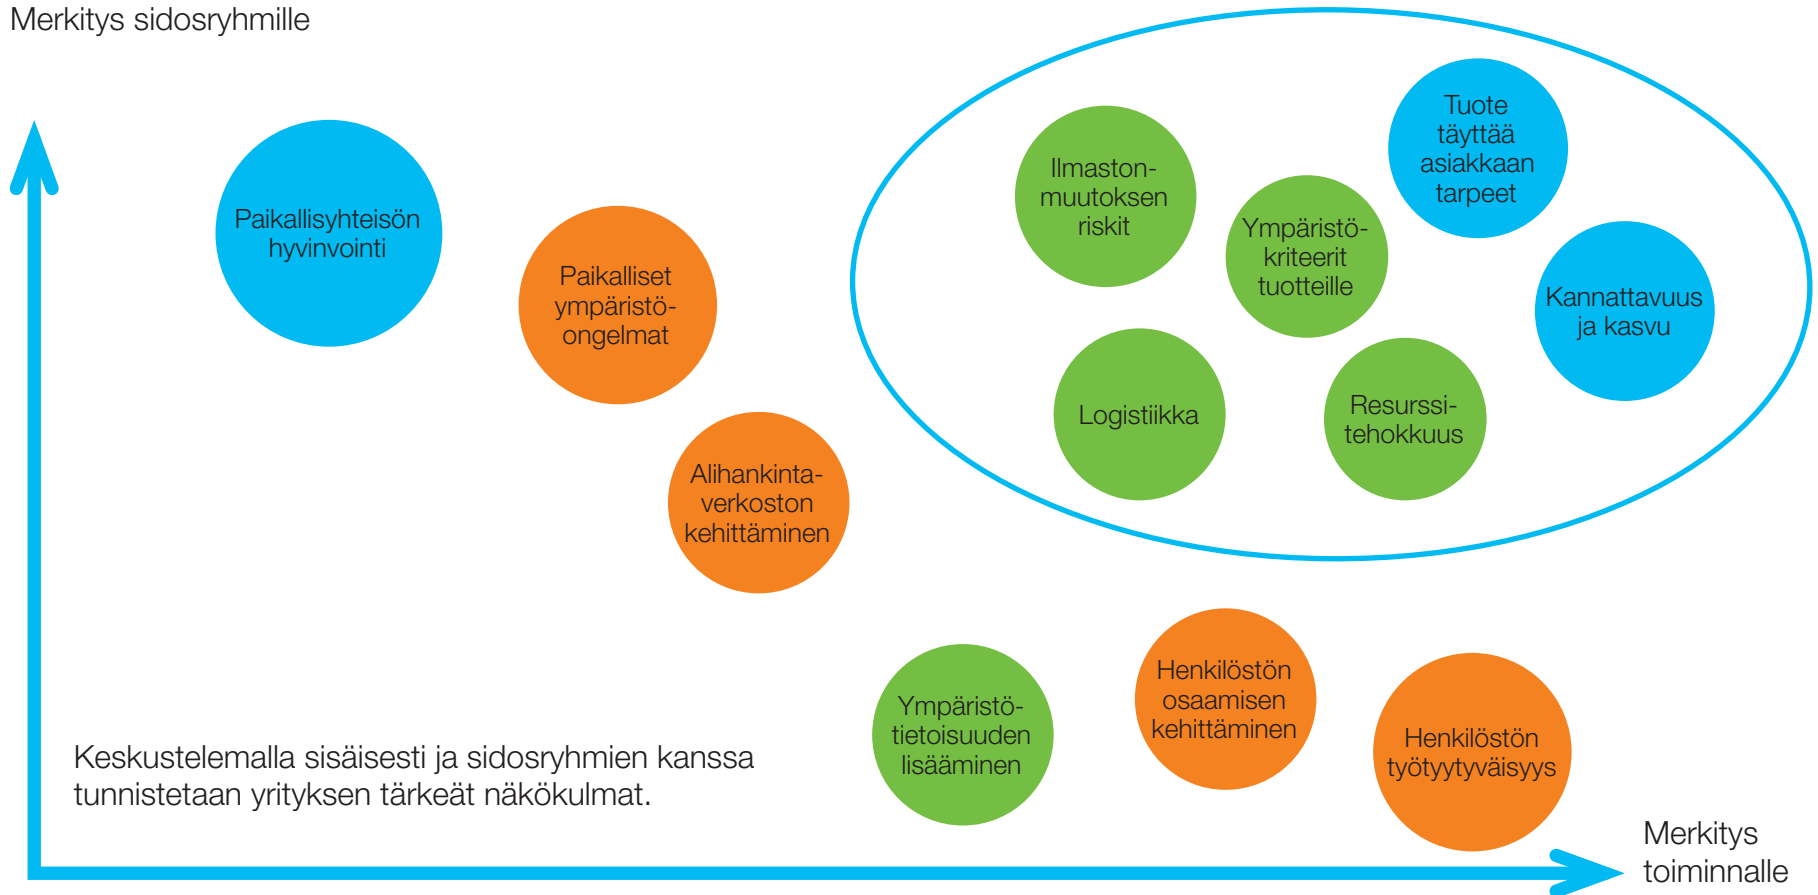 Merkitys sidosryhmille
Paikallisyhteisön
hyvinvointi
Paikalliset
ympäristö-
ongelmat
Alihankinta-
verkoston
kehittäminen
Ilmaston-
muutoksen
riskit
Ympäristö-
kriteerit
tuotteille
Tuote
täyttää
asiakkaan
tarpeet
Kannattavuus
ja kasvu
Logistiikka
Resurssi-
tehokkuus
Ympäristö-
tietoisuuden
lisääminen
Henkilöstön
osaamisen
kehittäminen
Henkilöstön
työtyytyväisyys
Keskustelemalla sisäisesti ja sidosryhmien kanssa
tunnistetaan yrityksen tärkeät näkökulmat.
Merkitys
toiminnalle